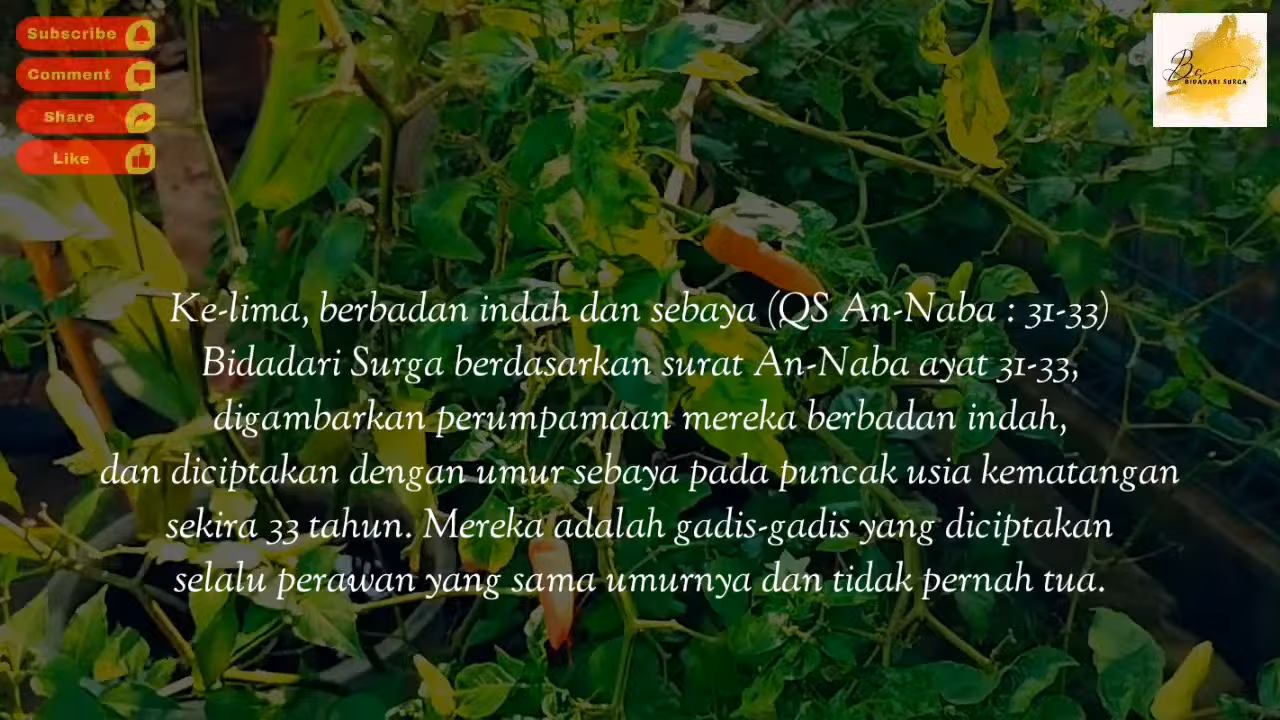 Subscribe
Comment
Share
Like
Bs
BIDADARI SURGA
Ke-lima, berbadan indah dan sebaya (QS An-Naba : 31-33)
Bidadari Surga berdasarkan surat An-Naba ayat 31-33,
digambarkan perumpamaan mereka berbadan indah,
dan diciptakan dengan umur sebaya pada puncak usia kematangan
sekira 33 tahun. Mereka adalah gadis-gadis yang diciptakan
selalu perawan yang sama umurnya dan tidak pernah tua.